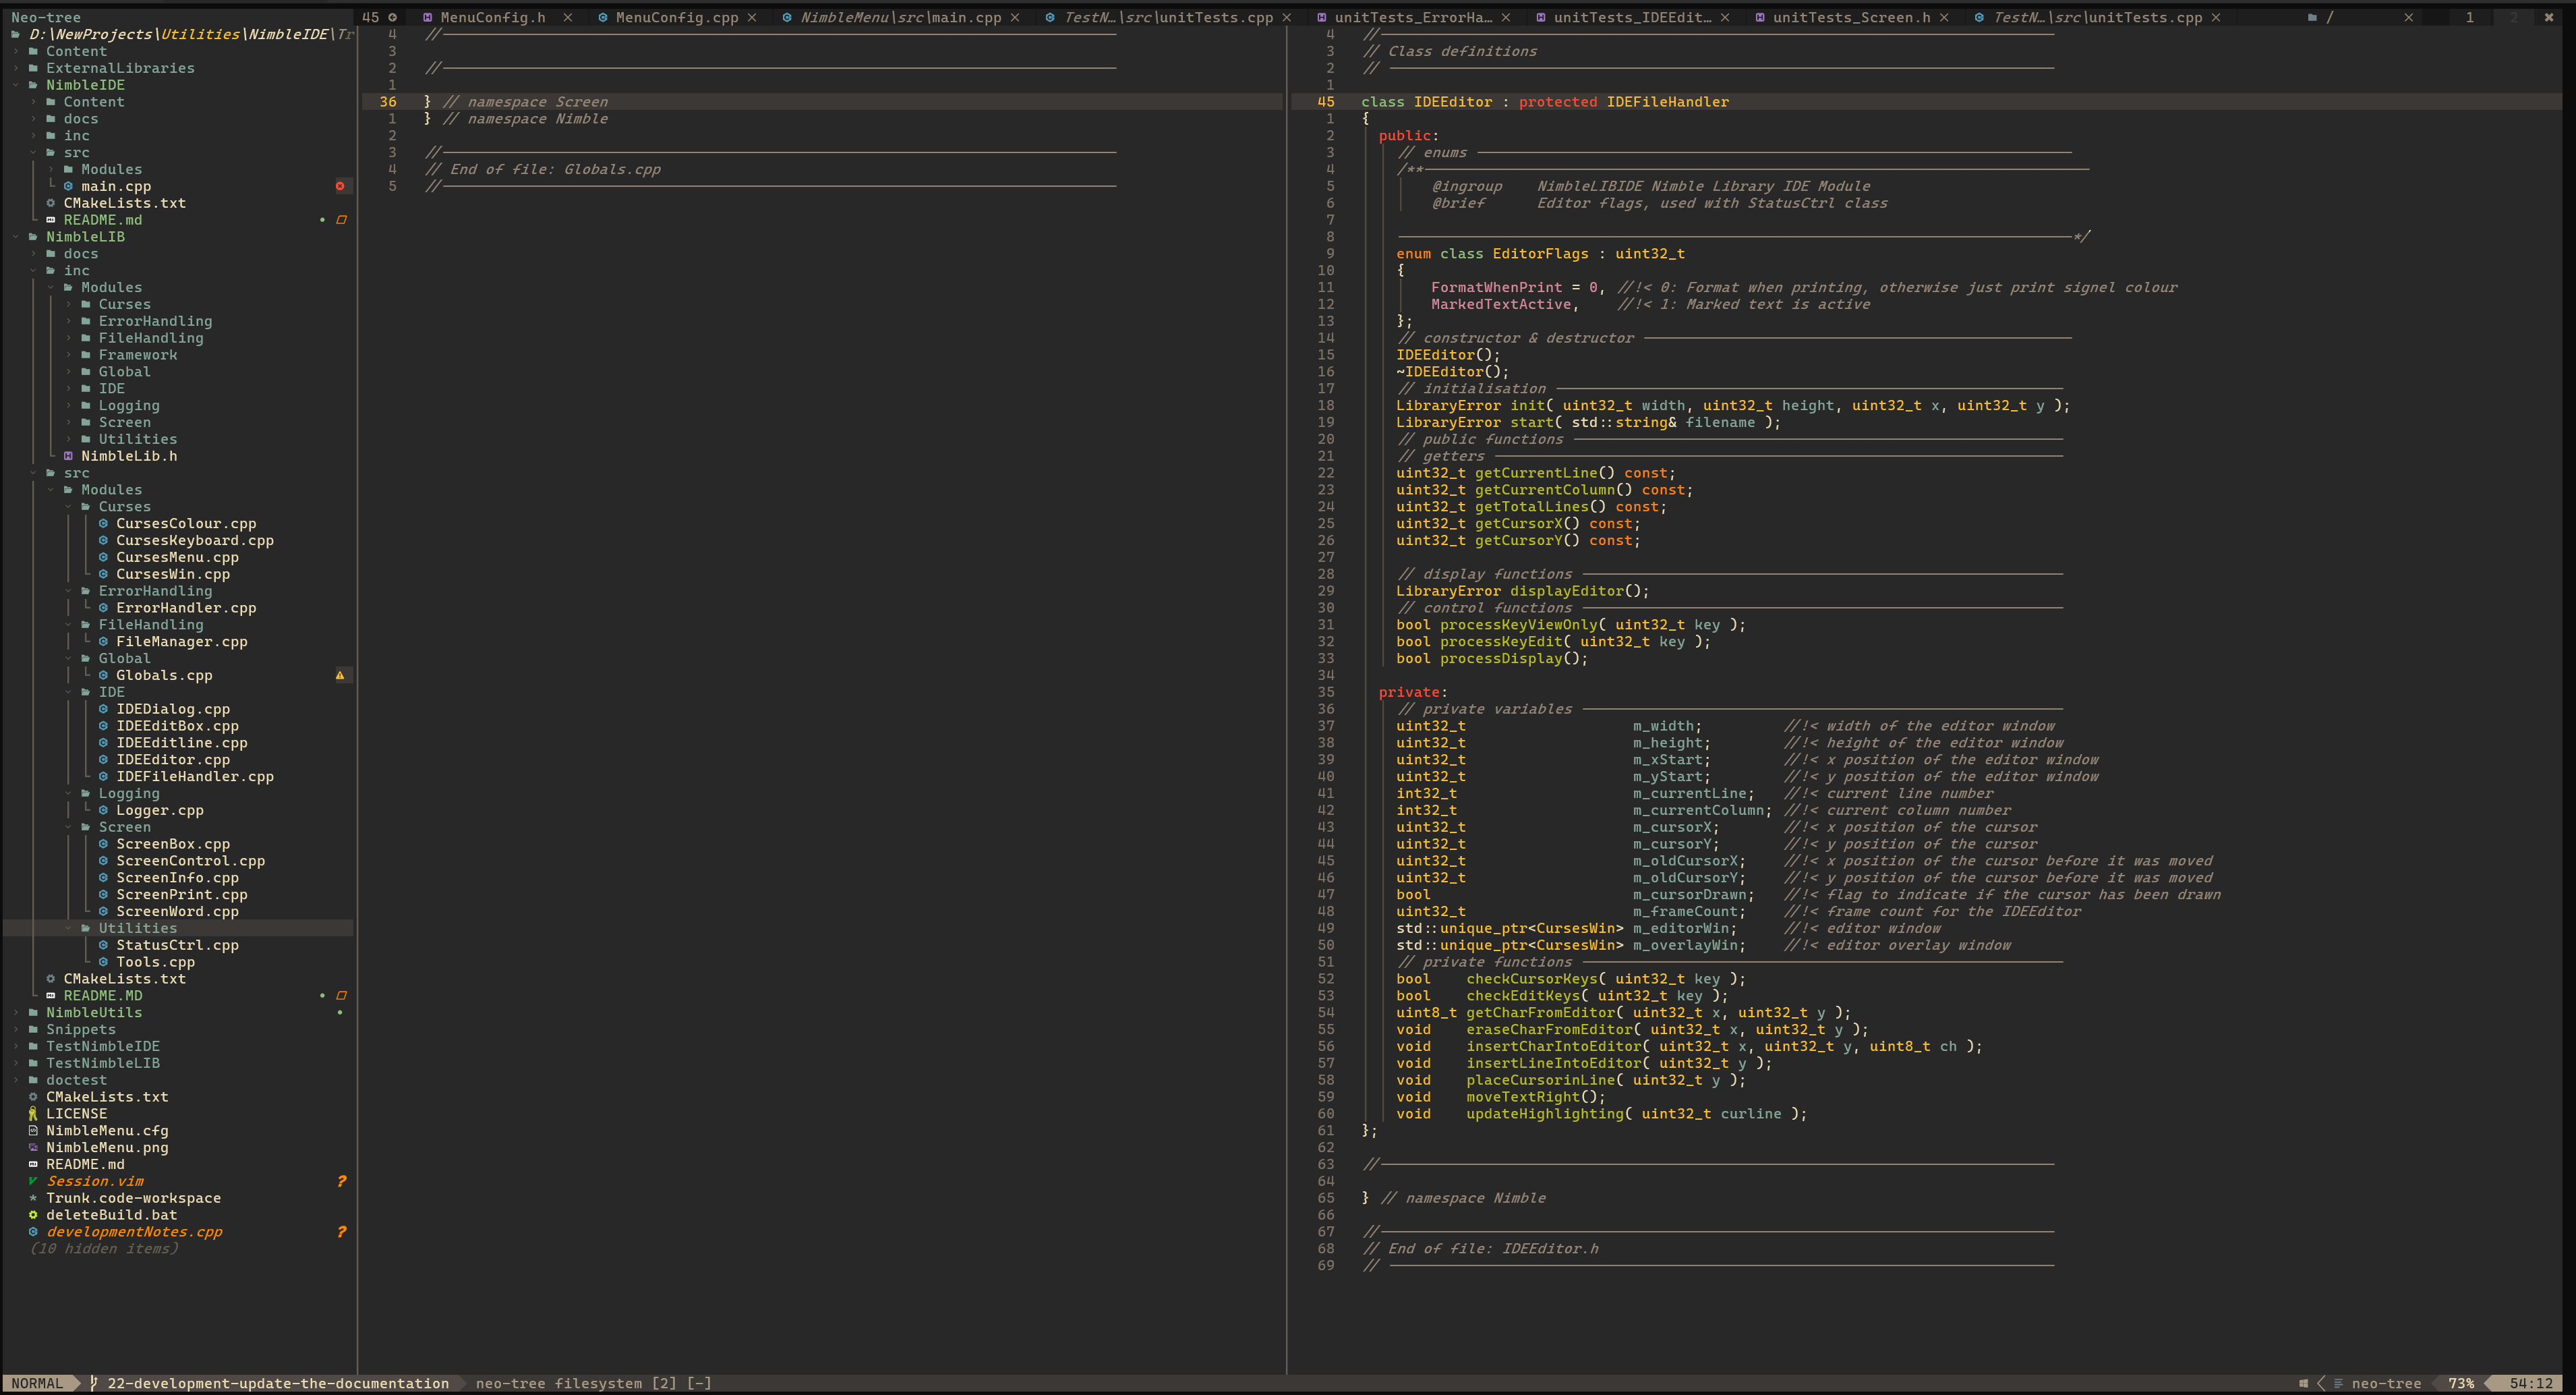 Neo-tree
D:\NewProjects\Utilities\NimbleIDE\Tr
Content
ExternalLibraries
NimbleIDE
Content
docs
inc
src
Modules
main.cpp
CMakeLists.txt
README.md
NimbleLIB
docs
inc
Modules
Curses
ErrorHandling
FileHandling
Framework
Global
IDE
Logging
Screen
Utilities
NimbleLib.h
src
Modules
Curses
CursesColour.cpp
CursesKeyboard.cpp
CursesMenu.cpp
CursesWin.cpp
ErrorHandling
ErrorHandler.cpp
FileHandling
FileManager.cpp
Global
Globals.cpp
IDE
IDEDialog.cpp
IDEEditBox.cpp
IDEEditline.cpp
IDEEditor.cpp
IDEFileHandler.cpp
Logging
Logger.cpp
Screen
ScreenBox.cpp
ScreenControl.cpp
ScreenInfo.cpp
ScreenPrint.cpp
ScreenWord.cpp
Utilities
StatusCtrl.cpp
Tools.cpp
CMakeLists.txt
README.MD
NimbleUtils
Snippets
TestNimbleIDE
TestNimbleLIB
doctest
CMakeLists.txt
LICENSE
NimbleMenu.cfg
NimbleMenu.png
README.md
Session.vim ?
Trunk.code-workspace
deleteBuild.bat
developmentNotes.cpp ?
(10 hidden items)
45 MenuConfig.h × MenuConfig.cpp × NimbleMenu\src\main.cpp × TestN…\src\unitTests.cpp × unitTests_ErrorHa… × unitTests_IDEEdit… × unitTests_Screen.h × TestN…\src\unitTests.cpp × / × 1 2
4 //
3
2 //
1
36 } // namespace Screen
1 } // namespace Nimble
2
3 //
4 // End of file: Globals.cpp
5 //
4 //
3 // Class definitions
2 //
1
45 class IDEEditor : protected IDEFileHandler
1 {
2 public:
3 // enums
4 /**
5 @ingroup NimbleLIBIDE Nimble Library IDE Module
6 @brief Editor flags, used with StatusCtrl class
7
8 */
9 enum class EditorFlags : uint32_t
10 {
11 FormatWhenPrint = 0, //!< 0: Format when printing, otherwise just print signel colour
12 MarkedTextActive, //!< 1: Marked text is active
13 };
14 // constructor & destructor
15 IDEEditor();
16 ~IDEEditor();
17 // initialisation
18 LibraryError init( uint32_t width, uint32_t height, uint32_t x, uint32_t y );
19 LibraryError start( std::string& filename );
20 // public functions
21 // getters
22 uint32_t getCurrentLine() const;
23 uint32_t getCurrentColumn() const;
24 uint32_t getTotalLines() const;
25 uint32_t getCursorX() const;
26 uint32_t getCursorY() const;
27
28 // display functions
29 LibraryError displayEditor();
30 // control functions
31 bool processKeyViewOnly( uint32_t key );
32 bool processKeyEdit( uint32_t key );
33 bool processDisplay();
34
35 private:
36 // private variables
37 uint32_t m_width; //!< width of the editor window
38 uint32_t m_height; //!< height of the editor window
39 uint32_t m_xStart; //!< x position of the editor window
40 uint32_t m_yStart; //!< y position of the editor window
41 int32_t m_currentLine; //!< current line number
42 int32_t m_currentColumn; //!< current column number
43 uint32_t m_cursorX; //!< x position of the cursor
44 uint32_t m_cursorY; //!< y position of the cursor
45 uint32_t m_oldCursorX; //!< x position of the cursor before it was moved
46 uint32_t m_oldCursorY; //!< y position of the cursor before it was moved
47 bool m_cursorDrawn; //!< flag to indicate if the cursor has been drawn
48 uint32_t m_frameCount; //!< frame count for the IDEEditor
49 std::unique_ptr<CursesWin> m_editorWin; //!< editor window
50 std::unique_ptr<CursesWin> m_overlayWin; //!< editor overlay window
51 // private functions
52 bool checkCursorKeys( uint32_t key );
53 bool checkEditKeys( uint32_t key );
54 uint8_t getCharFromEditor( uint32_t x, uint32_t y );
55 void eraseCharFromEditor( uint32_t x, uint32_t y );
56 void insertCharIntoEditor( uint32_t x, uint32_t y, uint8_t ch );
57 void insertLineIntoEditor( uint32_t y );
58 void placeCursorinLine( uint32_t y );
59 void moveTextRight();
60 void updateHighlighting( uint32_t curline );
61 };
62
63 //
64
65 } // namespace Nimble
66
67 //
68 // End of file: IDEEditor.h
69 //
NORMAL 22-development-update-the-documentation neo-tree filesystem [2] [-] neo-tree 73% 54:12